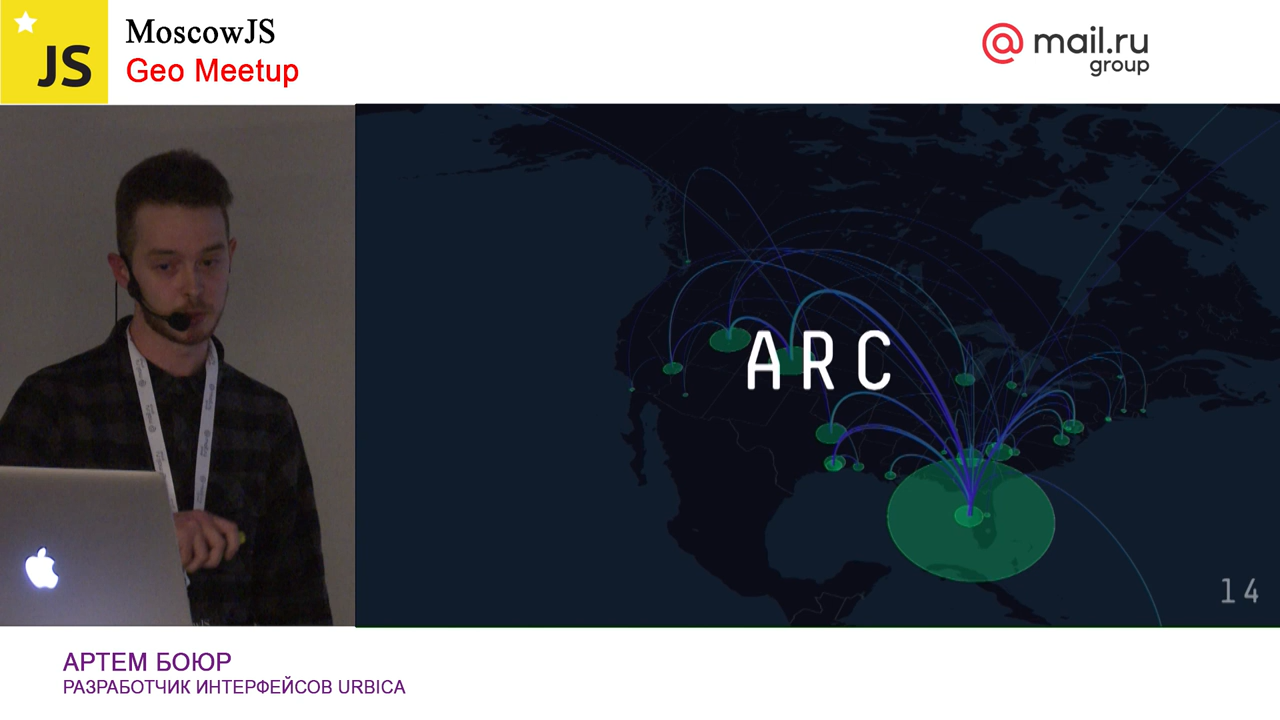 JS
MoscowJS
Geo Meetup
@mail.ru
group
ARC
14
АРТЕМ БОЮР
РАЗРАБОТЧИК ИНТЕРФЕЙСОВ URBICA